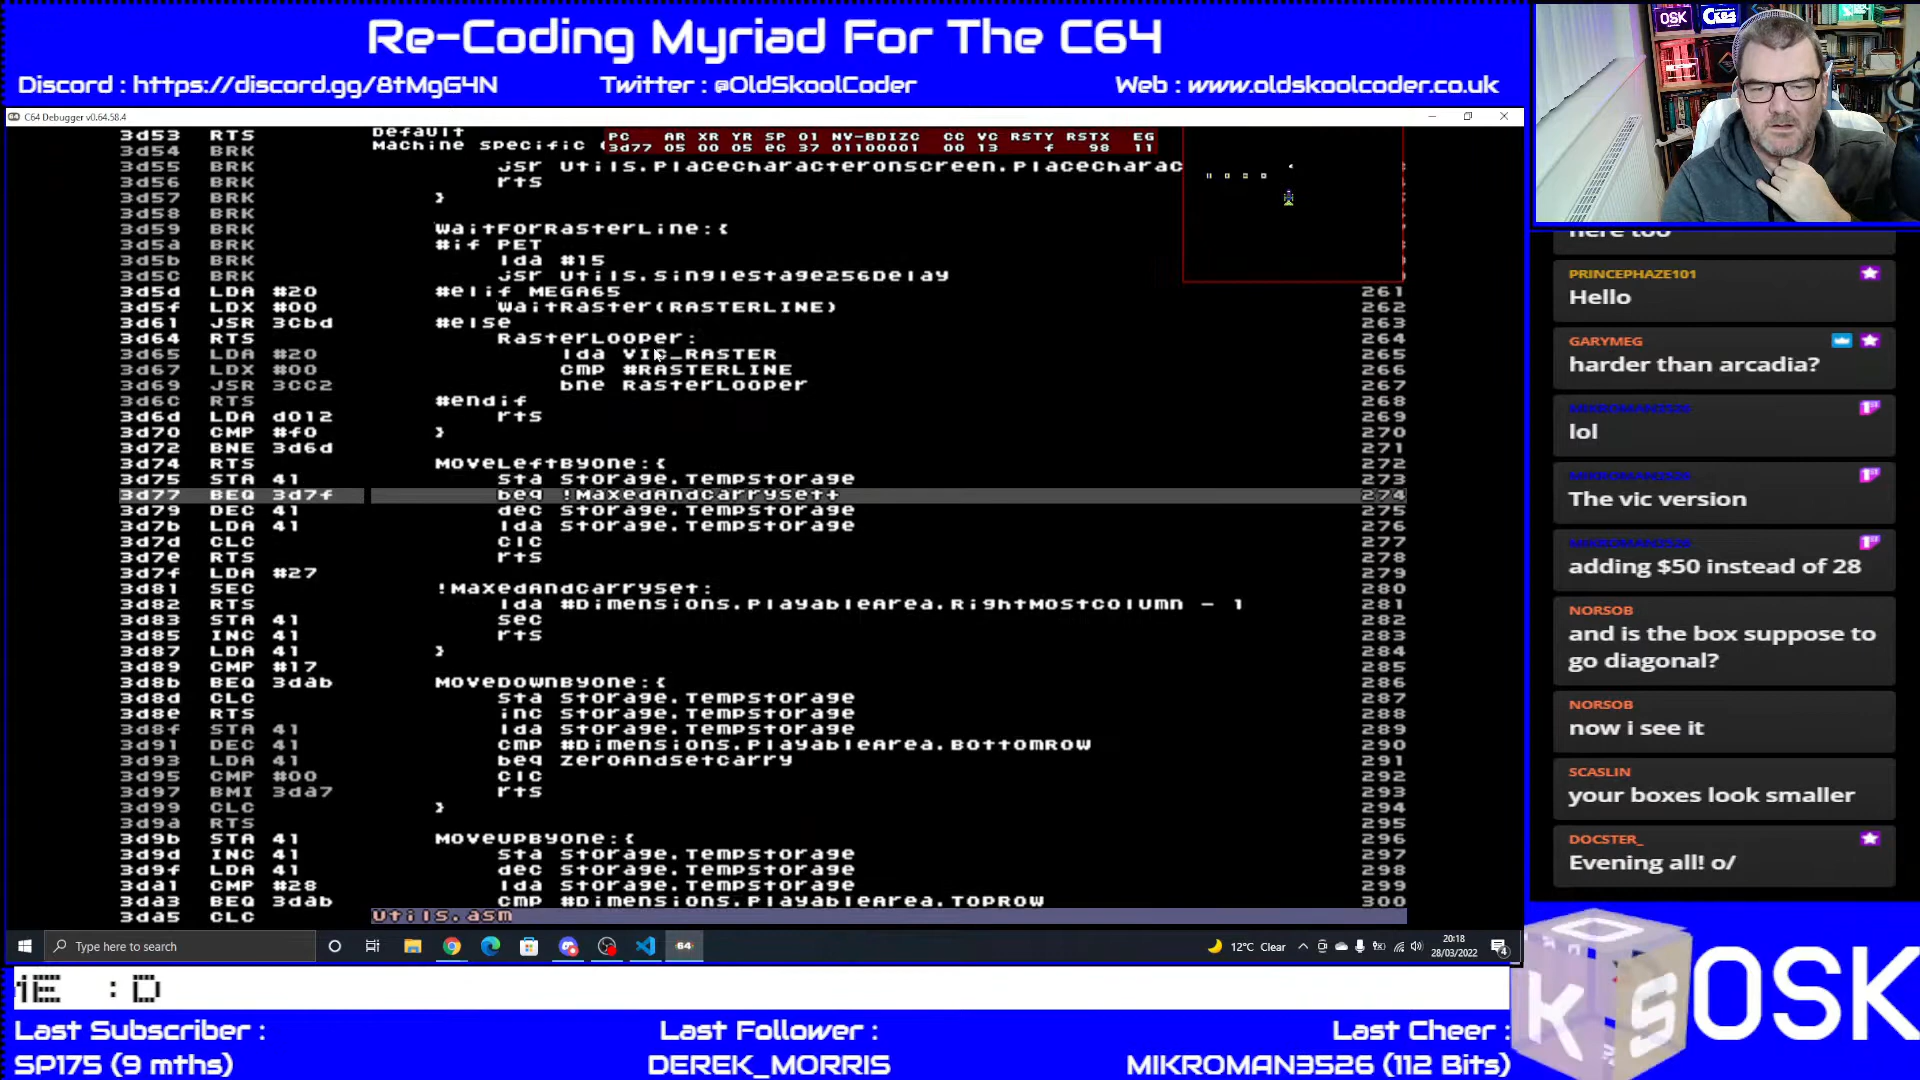 Re-Coding Myriad For The C64
Discord : https://discord.gg/8tMgG4N Twitter : @OldSkoolCoder Web : www.oldskoolcoder.co.uk
C64 Debugger v0.64.58.4
3d53 RTS Default PC AR XR YR SP 01 NV-BDIZC CC VC RSTY RSTX EG
3d54 BRK Machine Specific ( 3d77 05 00 05 ec 37 01100001 00 13 f 98 11
3d55 BRK jsr Utils.PlaceCharacterOnScreen.PlaceCharac
3d56 BRK rts
3d57 BRK }
3d58 BRK
3d59 BRK WaitForRasterLine:{
3d5a BRK #if PET
3d5b BRK lda #15
3d5c BRK jsr Utils.SingleStage256Delay
3d5d LDA #20 #elif MEGA65 261
3d5f LDX #00 WaitRaster(RASTERLINE) 262
3d61 JSR 3cbd #else 263
3d64 RTS RasterLooper: 264
3d65 LDA #20 lda VIC_RASTER 265
3d67 LDX #00 cmp #RASTERLINE 266
3d69 JSR 3cc2 bne RasterLooper 267
3d6c RTS #endif 268
3d6d LDA d012 rts 269
3d70 CMP #f0 } 270
3d72 BNE 3d6d 271
3d74 RTS MoveLeftByOne:{ 272
3d75 STA 41 sta Storage.TempStorage 273
3d77 BEQ 3d7f beq !MaxedAndCarrySet+ 274
3d79 DEC 41 dec Storage.TempStorage 275
3d7b LDA 41 lda Storage.TempStorage 276
3d7d CLC clc 277
3d7e RTS rts 278
3d7f LDA #27 279
3d81 SEC !MaxedAndCarrySet: 280
3d82 RTS lda #Dimensions.PlayableArea.RightMostColumn - 1 281
3d83 STA 41 sec 282
3d85 INC 41 rts 283
3d87 LDA 41 } 284
3d89 CMP #17 285
3d8b BEQ 3dab MoveDownByOne:{ 286
3d8d CLC sta Storage.TempStorage 287
3d8e RTS inc Storage.TempStorage 288
3d8f STA 41 lda Storage.TempStorage 289
3d91 DEC 41 cmp #Dimensions.PlayableArea.BottomRow 290
3d93 LDA 41 beq ZeroAndSetCarry 291
3d95 CMP #00 clc 292
3d97 BMI 3da7 rts 293
3d99 CLC } 294
3d9a RTS 295
3d9b STA 41 MoveUpByOne:{ 296
3d9d INC 41 sta Storage.TempStorage 297
3d9f LDA 41 dec Storage.TempStorage 298
3da1 CMP #28 lda Storage.TempStorage 299
3da3 BEQ 3dab cmp #Dimensions.PlayableArea.TopRow 300
3da5 CLC Utils.asm
Type here to search
64
12°C Clear
20:18
28/03/2022
4
OSK
C64
here too
PRINCEPHAZE101
Hello
GARYMEG
harder than arcadia?
lol
The vic version
adding $50 instead of 28
NORSOB
and is the box suppose to
go diagonal?
NORSOB
now i see it
SCASLIN
your boxes look smaller
DOCSTER_
Evening all! o/
: D
Last Subscriber : Last Follower : Last Cheer :
SP175 (9 mths) DEREK_MORRIS MIKROMAN3526 (112 Bits)
K S OSK